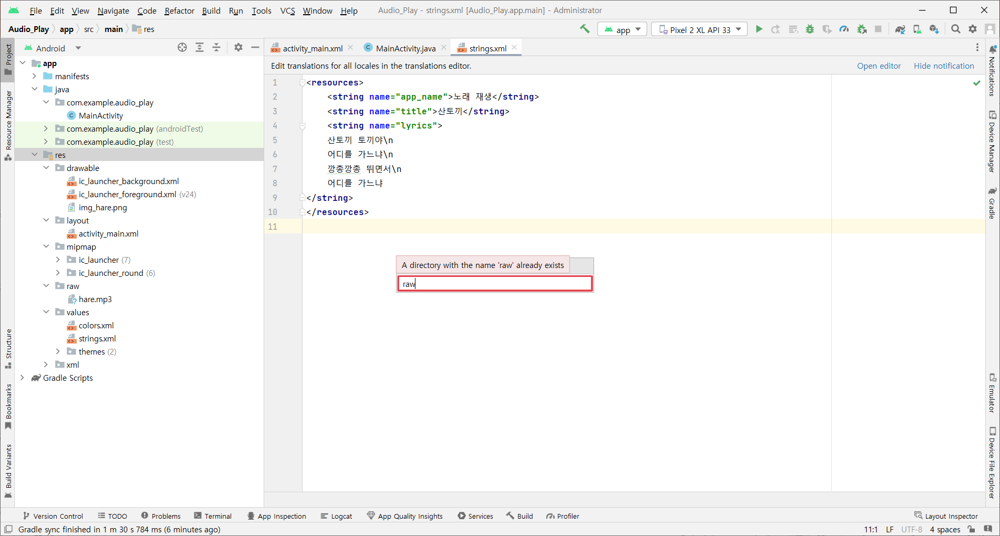 File Edit View Navigate Code Refactor Build Run Tools VCS Window Help Audio_Play - strings.xml [Audio_Play.app.main] - Administrator
Audio_Play app src main res app Pixel 2 XL API 33
Project
Resource Manager
Structure
Bookmarks
Build Variants
Android
app
manifests
java
com.example.audio_play
MainActivity
com.example.audio_play (androidTest)
com.example.audio_play (test)
res
drawable
ic_launcher_background.xml
ic_launcher_foreground.xml (v24)
img_hare.png
layout
activity_main.xml
mipmap
ic_launcher (7)
ic_launcher_round (6)
raw
hare.mp3
values
colors.xml
strings.xml
themes (2)
xml
Gradle Scripts
activity_main.xml MainActivity.java strings.xml
Edit translations for all locales in the translations editor. Open editor Hide notification
1 <resources>
2 <string name="app_name">노래 재생</string>
3 <string name="title">산토끼</string>
4 <string name="lyrics">
5 산토끼 토끼야\n
6 어디를 가느냐\n
7 깡총깡총 뛰면서\n
8 어디를 가느냐
9 </string>
10 </resources>
11
A directory with the name 'raw' already exists
raw
Notifications
Device Manager
Gradle
Emulator
Device File Explorer
Version Control TODO Problems Terminal App Inspection Logcat App Quality Insights Services Build Profiler Layout Inspector
Gradle sync finished in 1 m 30 s 784 ms (6 minutes ago) 11:1 LF UTF-8 4 spaces